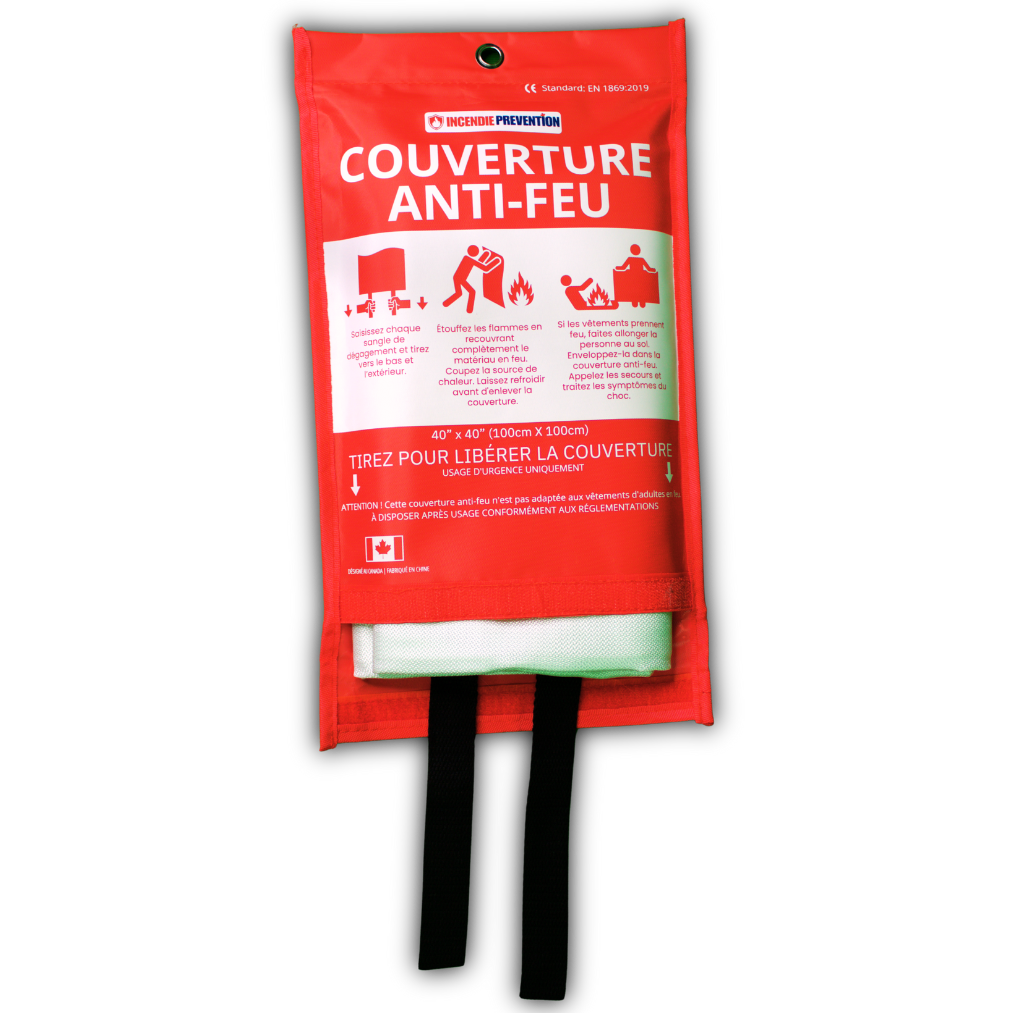 CE Standard: EN 1869:2019
INCENDIE PREVENTION
COUVERTURE
ANTI-FEU
Saisissez chaque
sangle de
dégagement et tirez
vers le bas et
l'extérieur.
Étouffez les flammes en
recouvrant
complètement le
matériau en feu.
Coupez la source de
chaleur. Laissez refroidir
avant d'enlever la
couverture.
Si les vêtements prennent
feu, faites allonger la
personne au sol.
Enveloppez-la dans la
couverture anti-feu.
Appelez les secours et
traitez les symptômes du
choc.
40" x 40" (100cm X 100cm)
TIREZ POUR LIBÉRER LA COUVERTURE
USAGE D'URGENCE UNIQUEMENT
ATTENTION ! Cette couverture anti-feu n'est pas adaptée aux vêtements d'adultes en feu
À DISPOSER APRÈS USAGE CONFORMÉMENT AUX RÉGLEMENTATIONS
DÉSIGNÉ AU CANADA | FABRIQUÉ EN CHINE